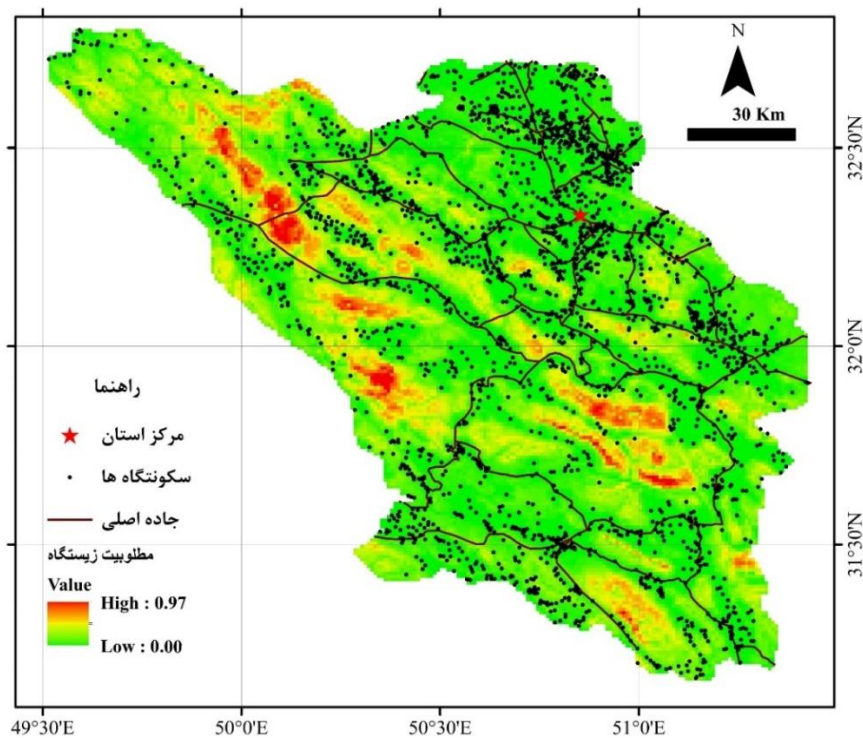 N
30 Km
32°30'N
32°0'N
31°30'N
راهنما
مرکز استان
سکونتگاه ها
جاده اصلی
مطلوبیت زیستگاه
Value
High : 0.97
Low : 0.00
49°30'E
50°0'E
50°30'E
51°0'E